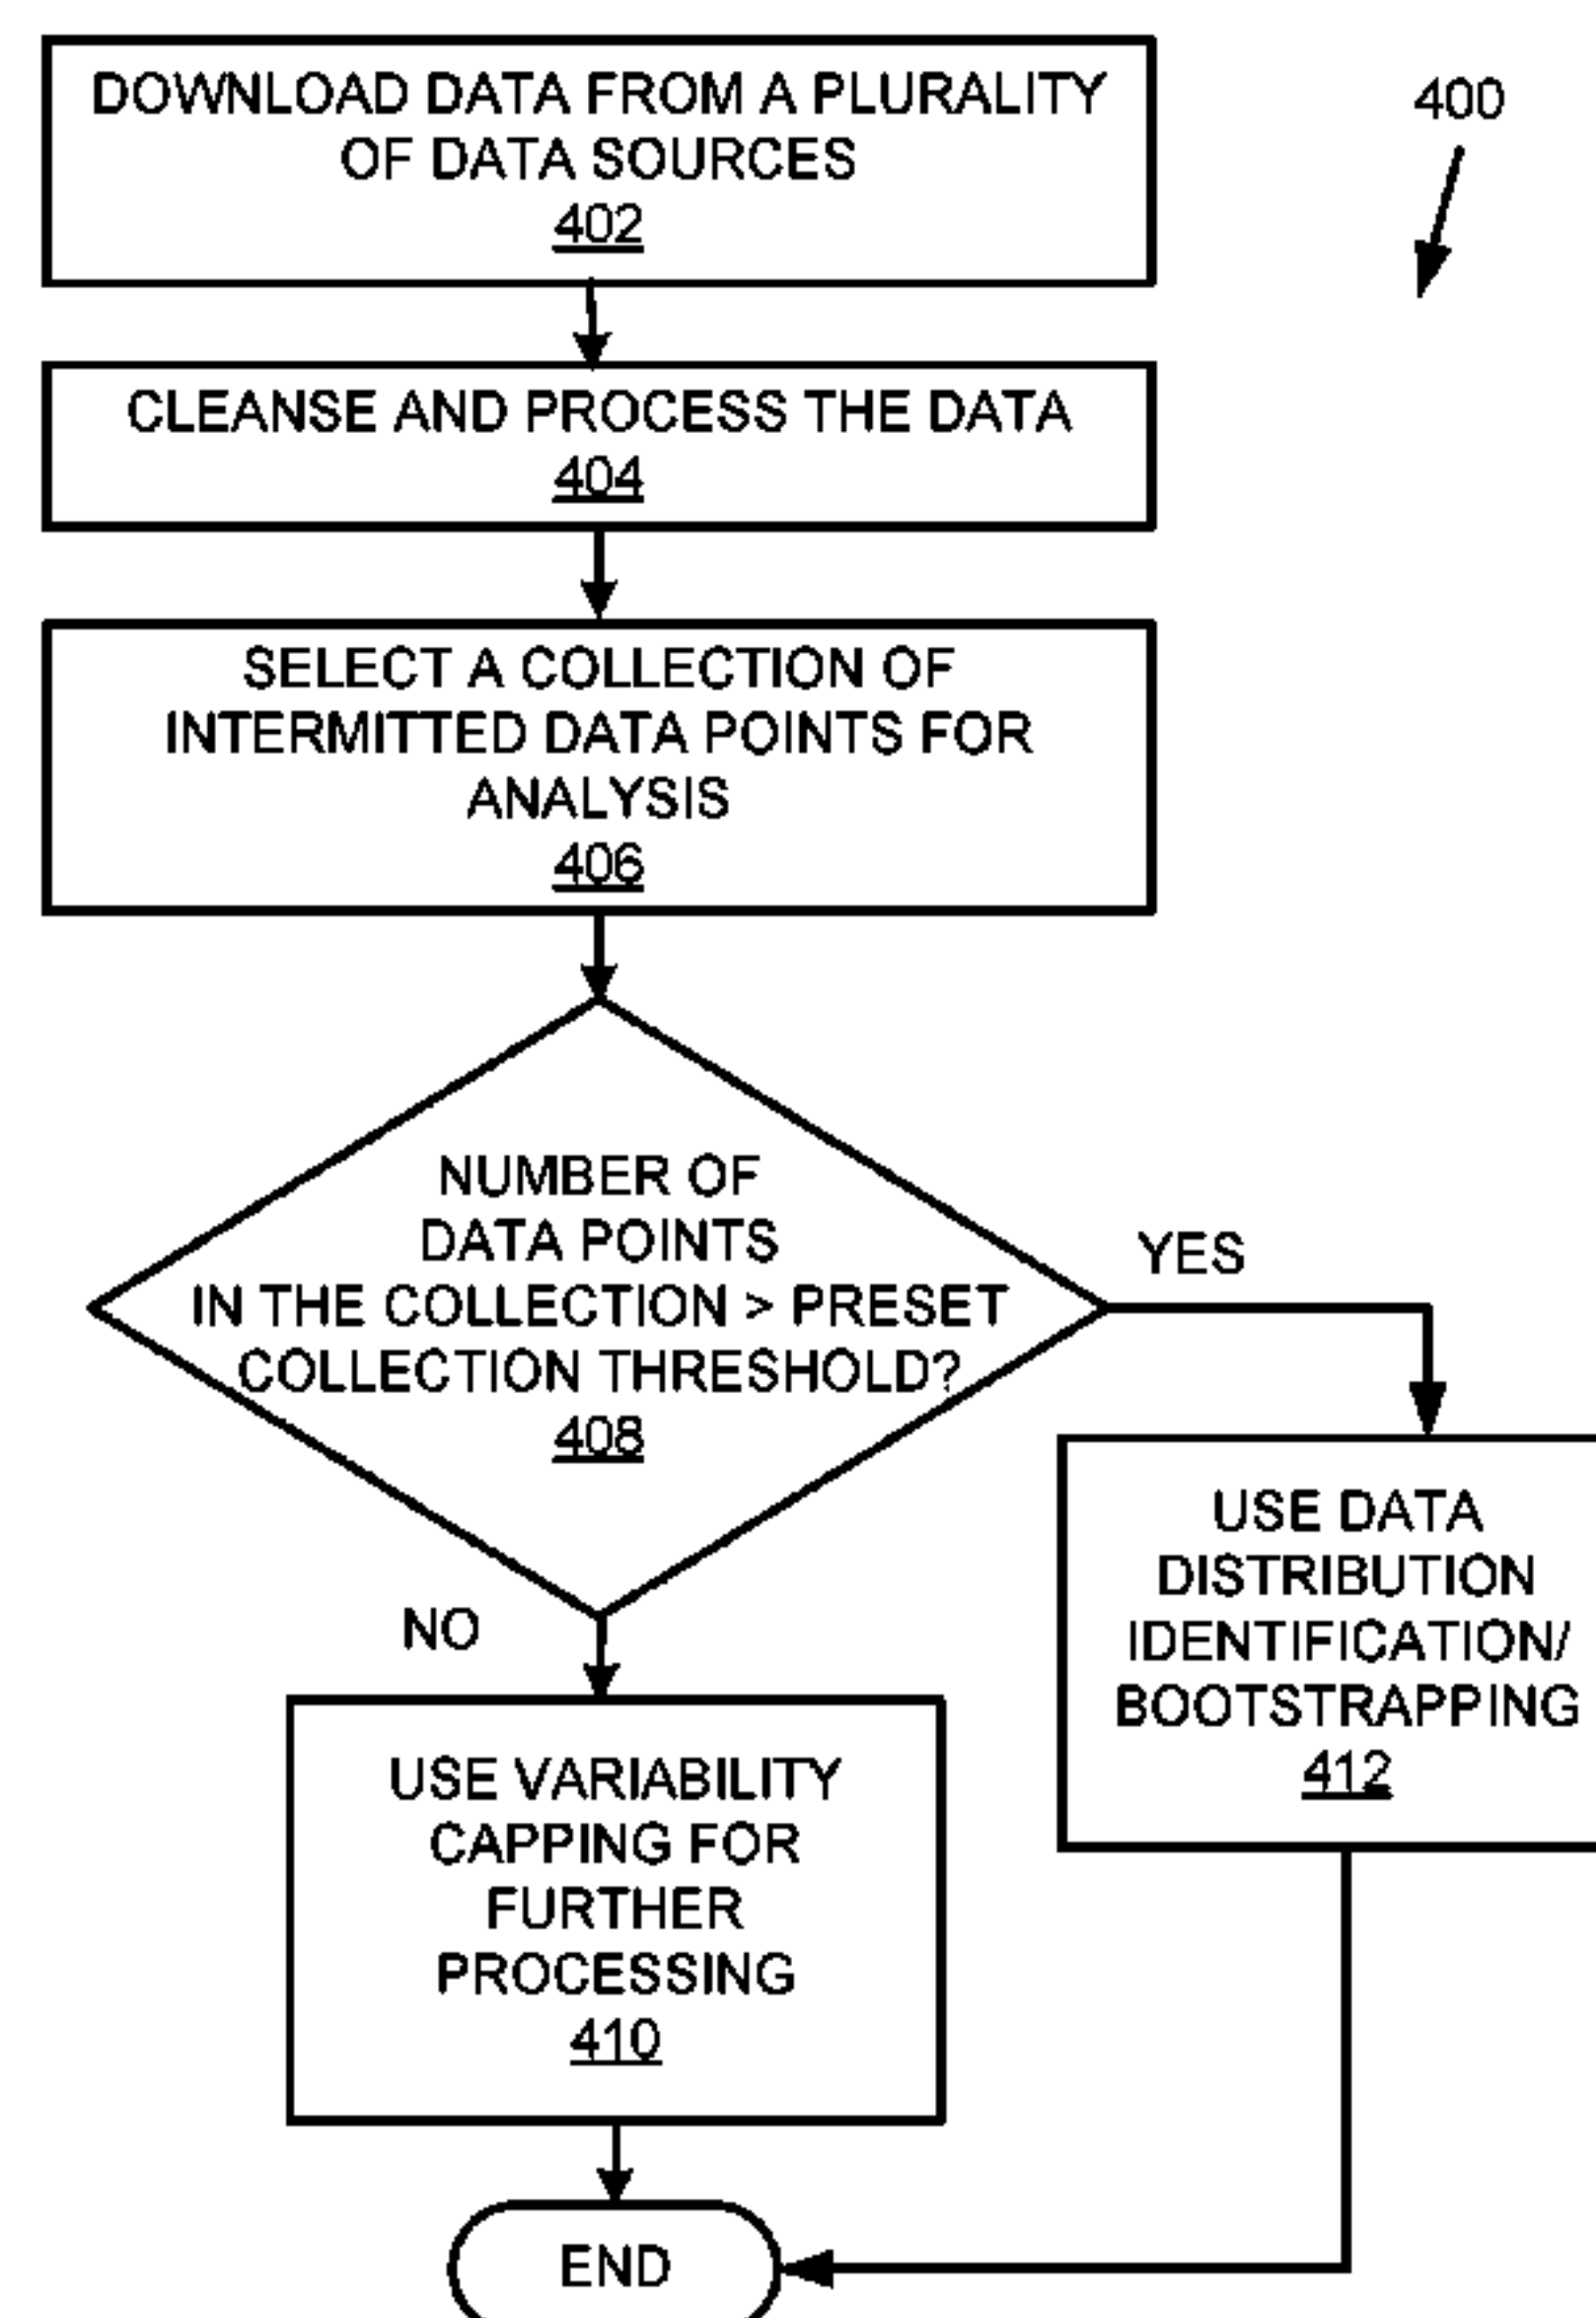 DOWNLOAD DATA FROM A PLURALITY
OF DATA SOURCES
402
400
CLEANSE AND PROCESS THE DATA
404
SELECT A COLLECTION OF
INTERMITTED DATA POINTS FOR
ANALYSIS
406
NUMBER OF
DATA POINTS
IN THE COLLECTION > PRESET
COLLECTION THRESHOLD?
408
YES
NO
USE DATA
DISTRIBUTION
IDENTIFICATION/
BOOTSTRAPPING
412
USE VARIABILITY
CAPPING FOR
FURTHER
PROCESSING
410
END